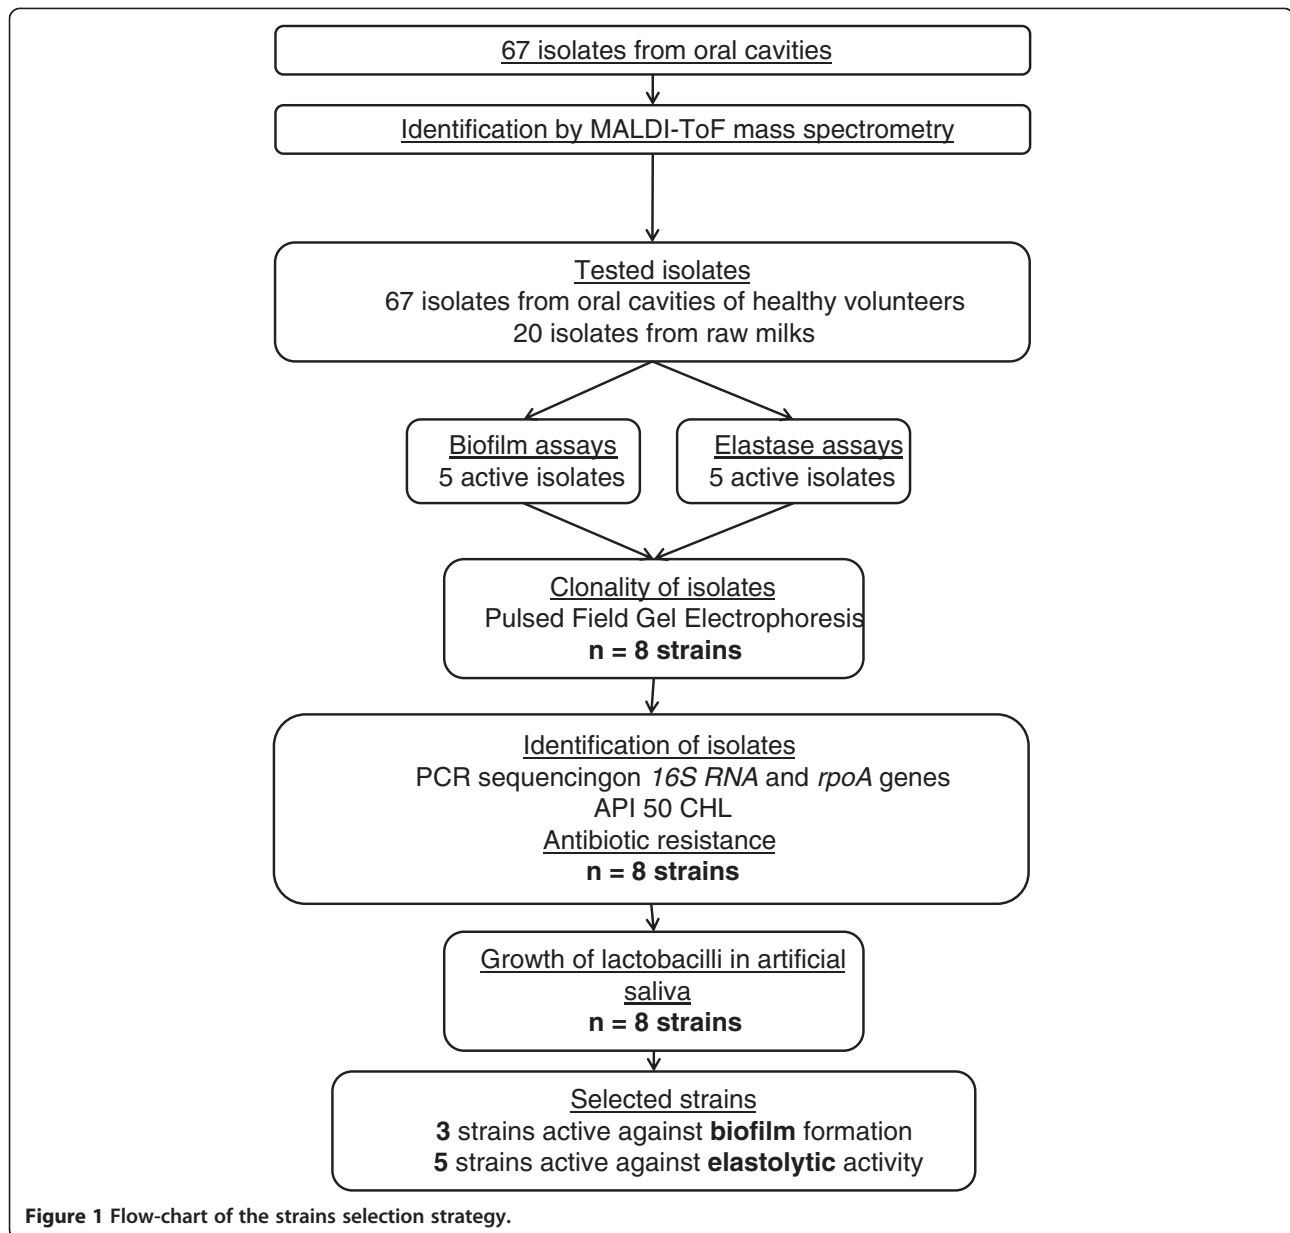 67 isolates from oral cavities
Identification by MALDI-ToF mass spectrometry
Tested isolates
67 isolates from oral cavities of healthy volunteers
20 isolates from raw milks
Biofilm assays
5 active isolates
Elastase assays
5 active isolates
Clonality of isolates
Pulsed Field Gel Electrophoresis
n = 8 strains
Identification of isolates
PCR sequencingon 16S RNA and rpoA genes
API 50 CHL
Antibiotic resistance
n = 8 strains
Growth of lactobacilli in artificial
saliva
n = 8 strains
Selected strains
3 strains active against biofilm formation
5 strains active against elastolytic activity
Figure 1 Flow-chart of the strains selection strategy.